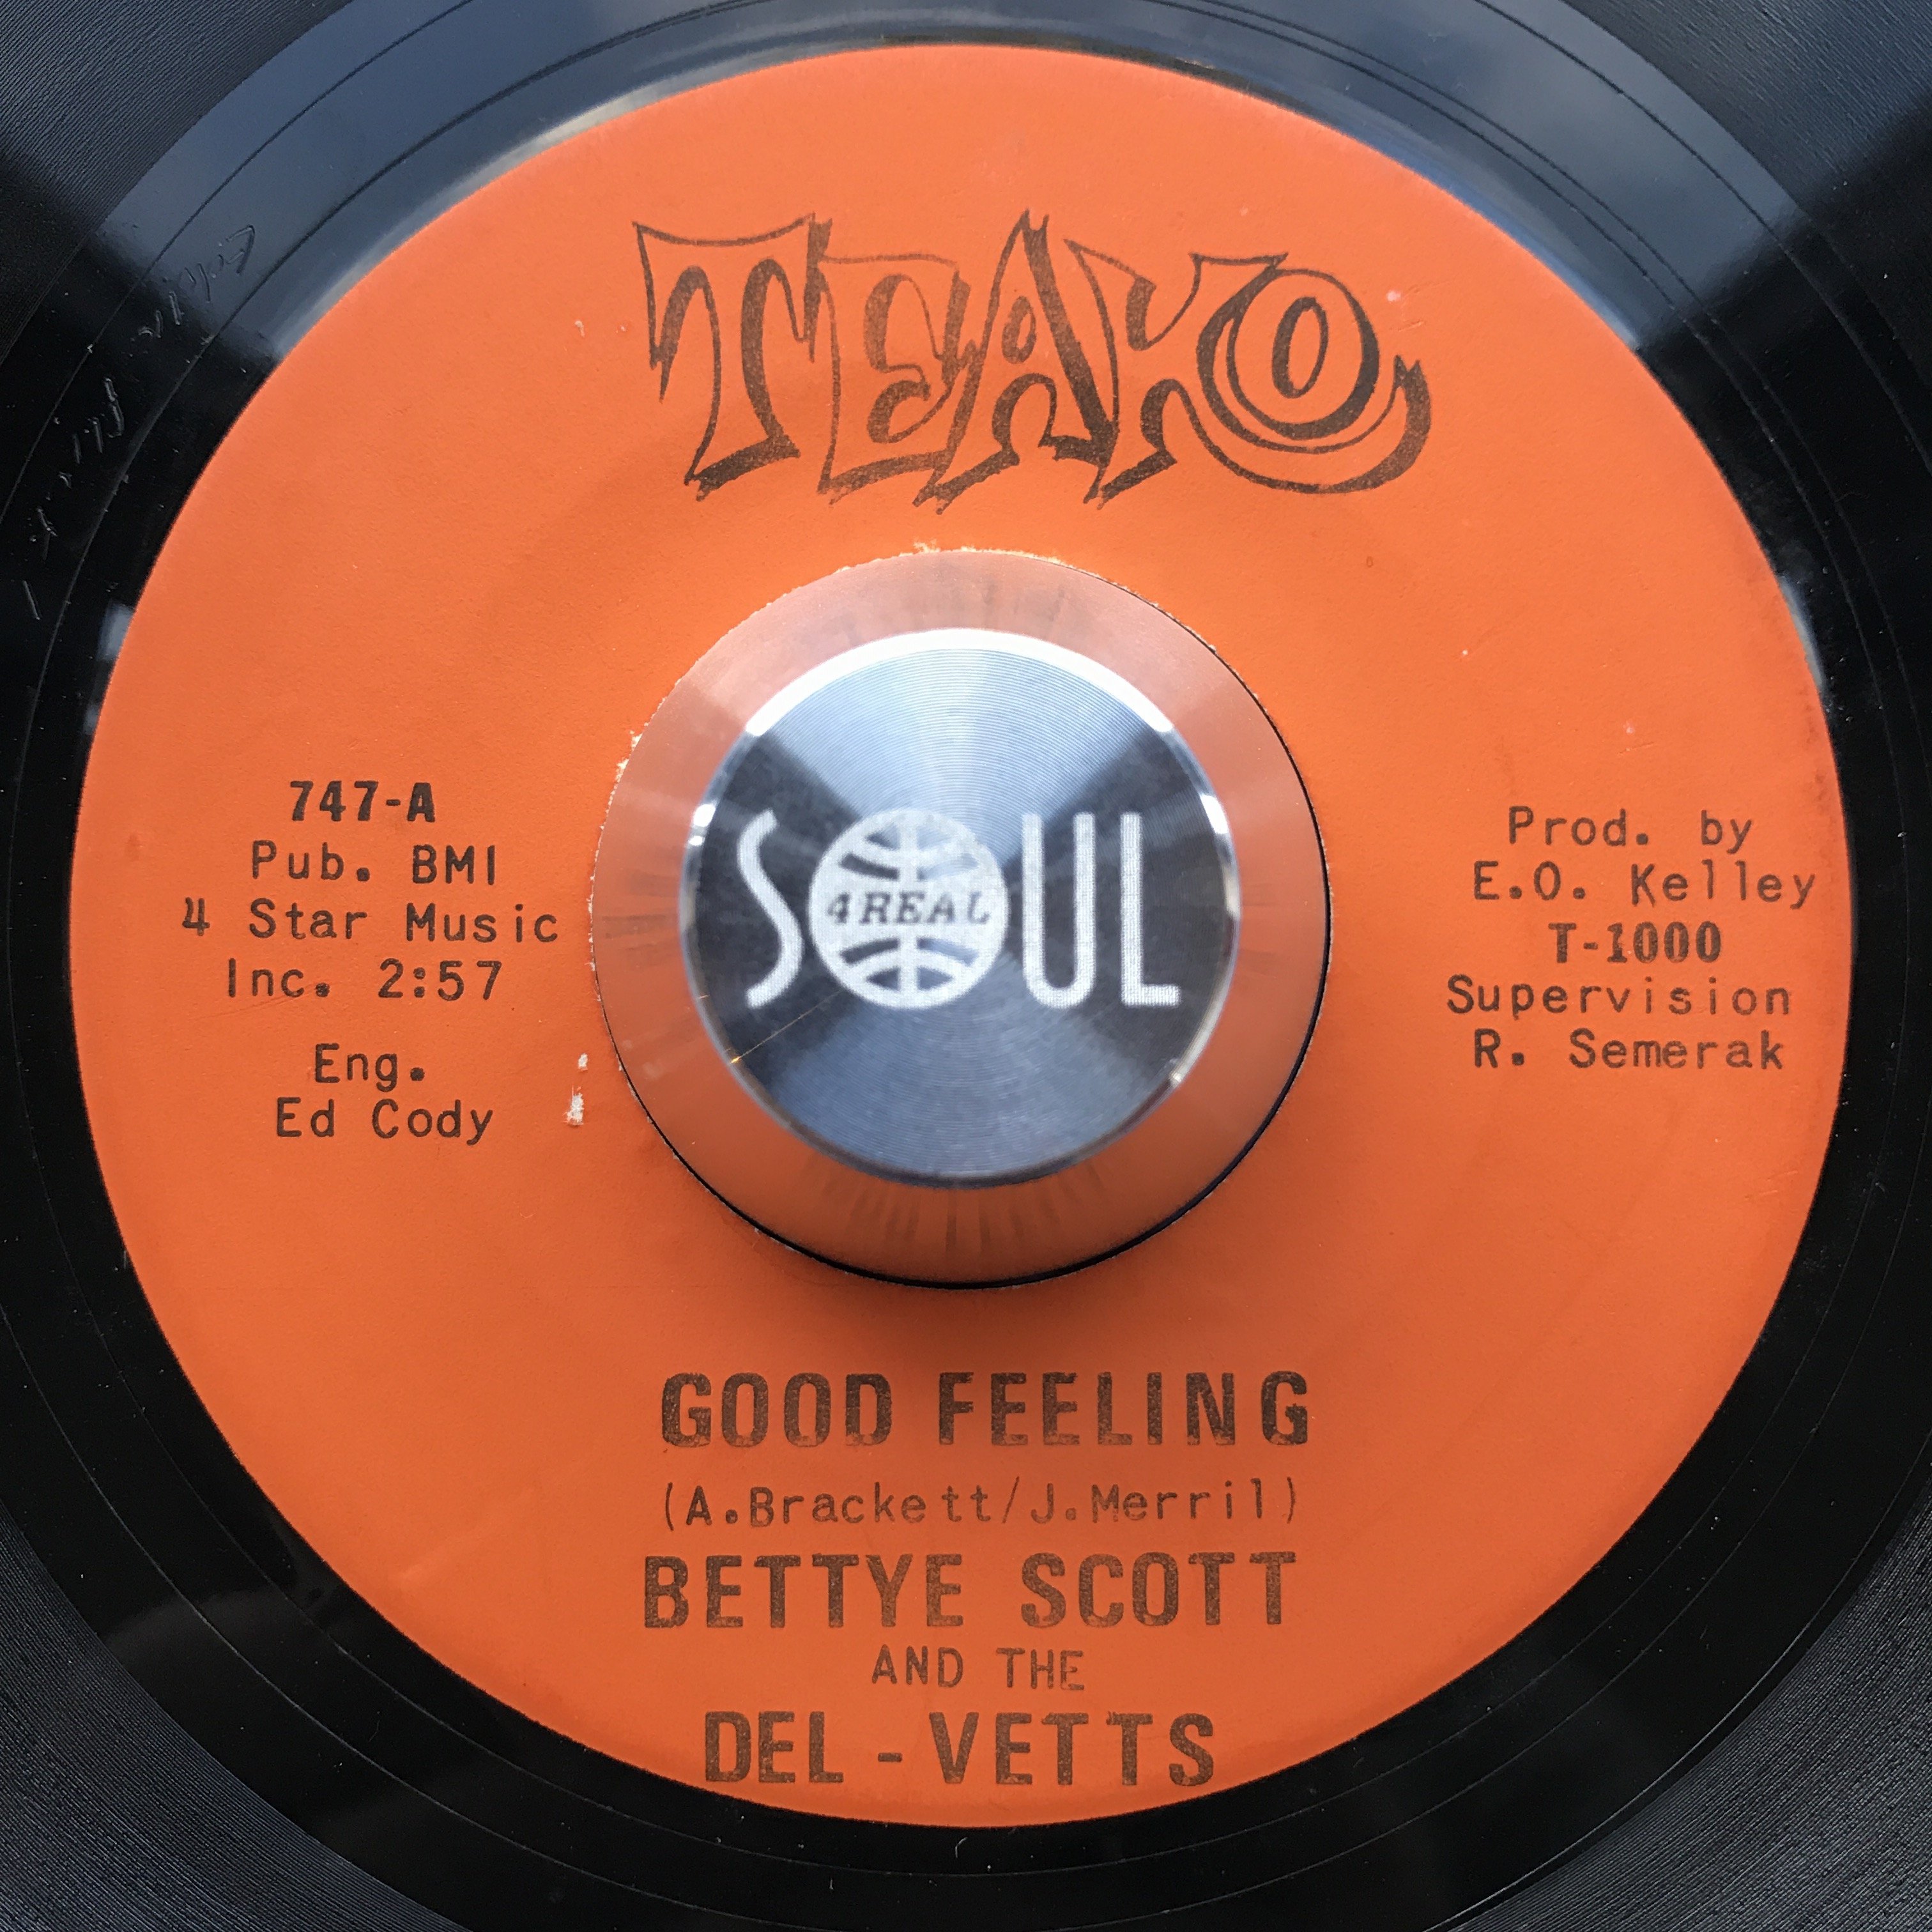 TEAKO
747-A
Pub. BMI
4 Star Music
Inc. 2:57
Eng.
Ed Cody
SOUL
4REAL
Prod. by
E.O. Kelley
T-1000
Supervision
R. Semerak
GOOD FEELING
(A.Brackett/J.Merril)
BETTYE SCOTT
AND THE
DEL-VETTS